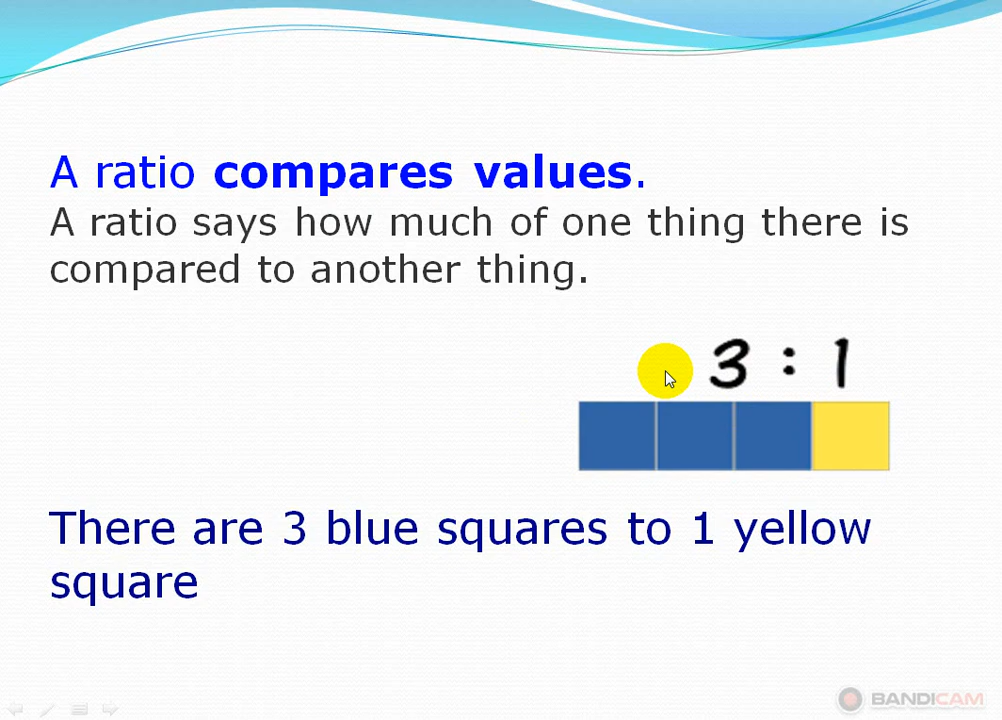 A ratio compares values.
A ratio says how much of one thing there is
compared to another thing.
3 : 1
There are 3 blue squares to 1 yellow
square
BANDICAM